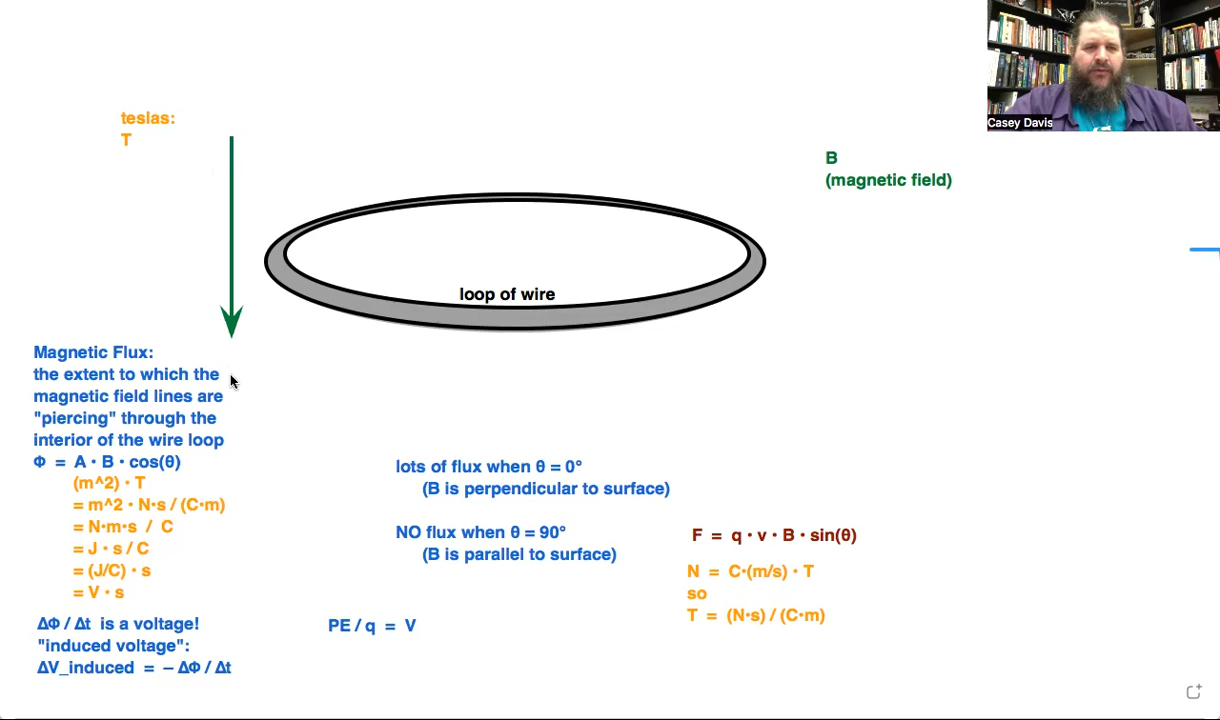 teslas:
T
Casey Davis
B
(magnetic field)
loop of wire
Magnetic Flux:
the extent to which the
magnetic field lines are
"piercing" through the
interior of the wire loop
Φ = A • B • cos(θ)
(m^2) • T
= m^2 • N•s / (C•m)
= N•m•s / C
= J • s / C
= (J/C) • s
= V • s
ΔΦ / Δt is a voltage!
"induced voltage":
ΔV_induced = – ΔΦ / Δt
lots of flux when θ = 0°
(B is perpendicular to surface)
NO flux when θ = 90°
(B is parallel to surface)
PE / q = V
F = q • v • B • sin(θ)
N = C•(m/s) • T
so
T = (N•s) / (C•m)